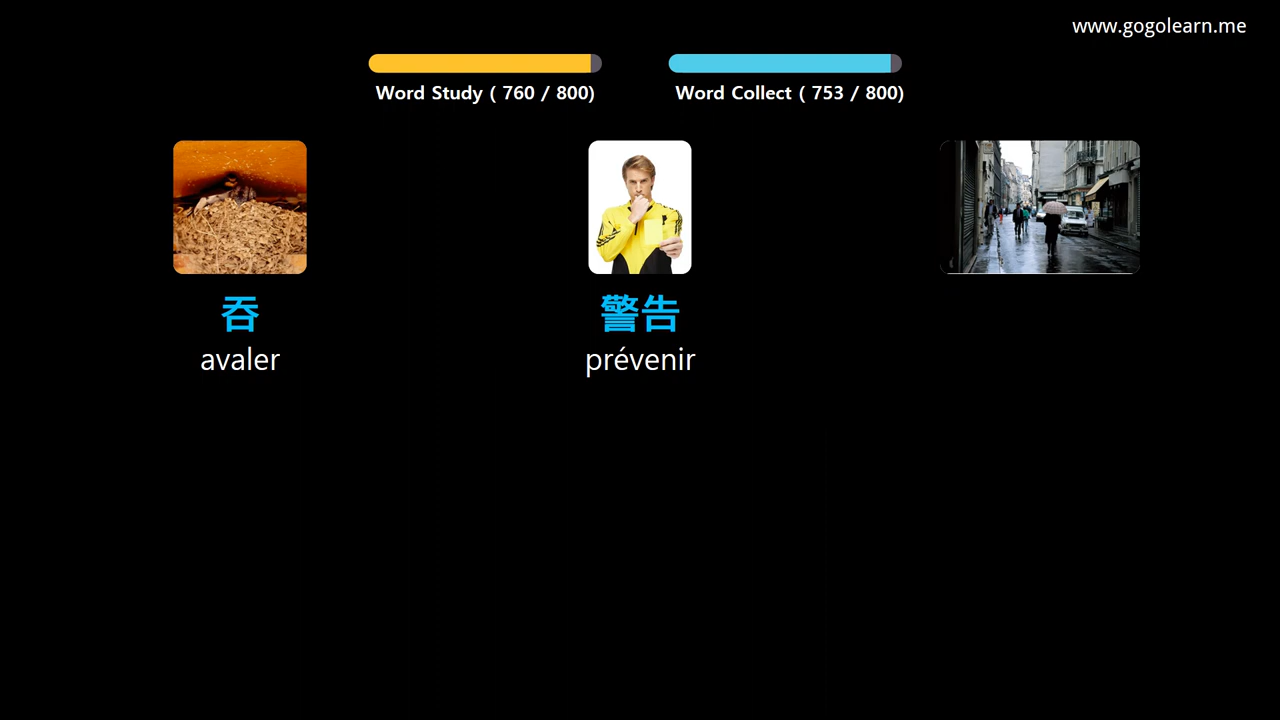 www.gogolearn.me
Word Study ( 760 / 800)
Word Collect ( 753 / 800)
吞
avaler
警告
prévenir